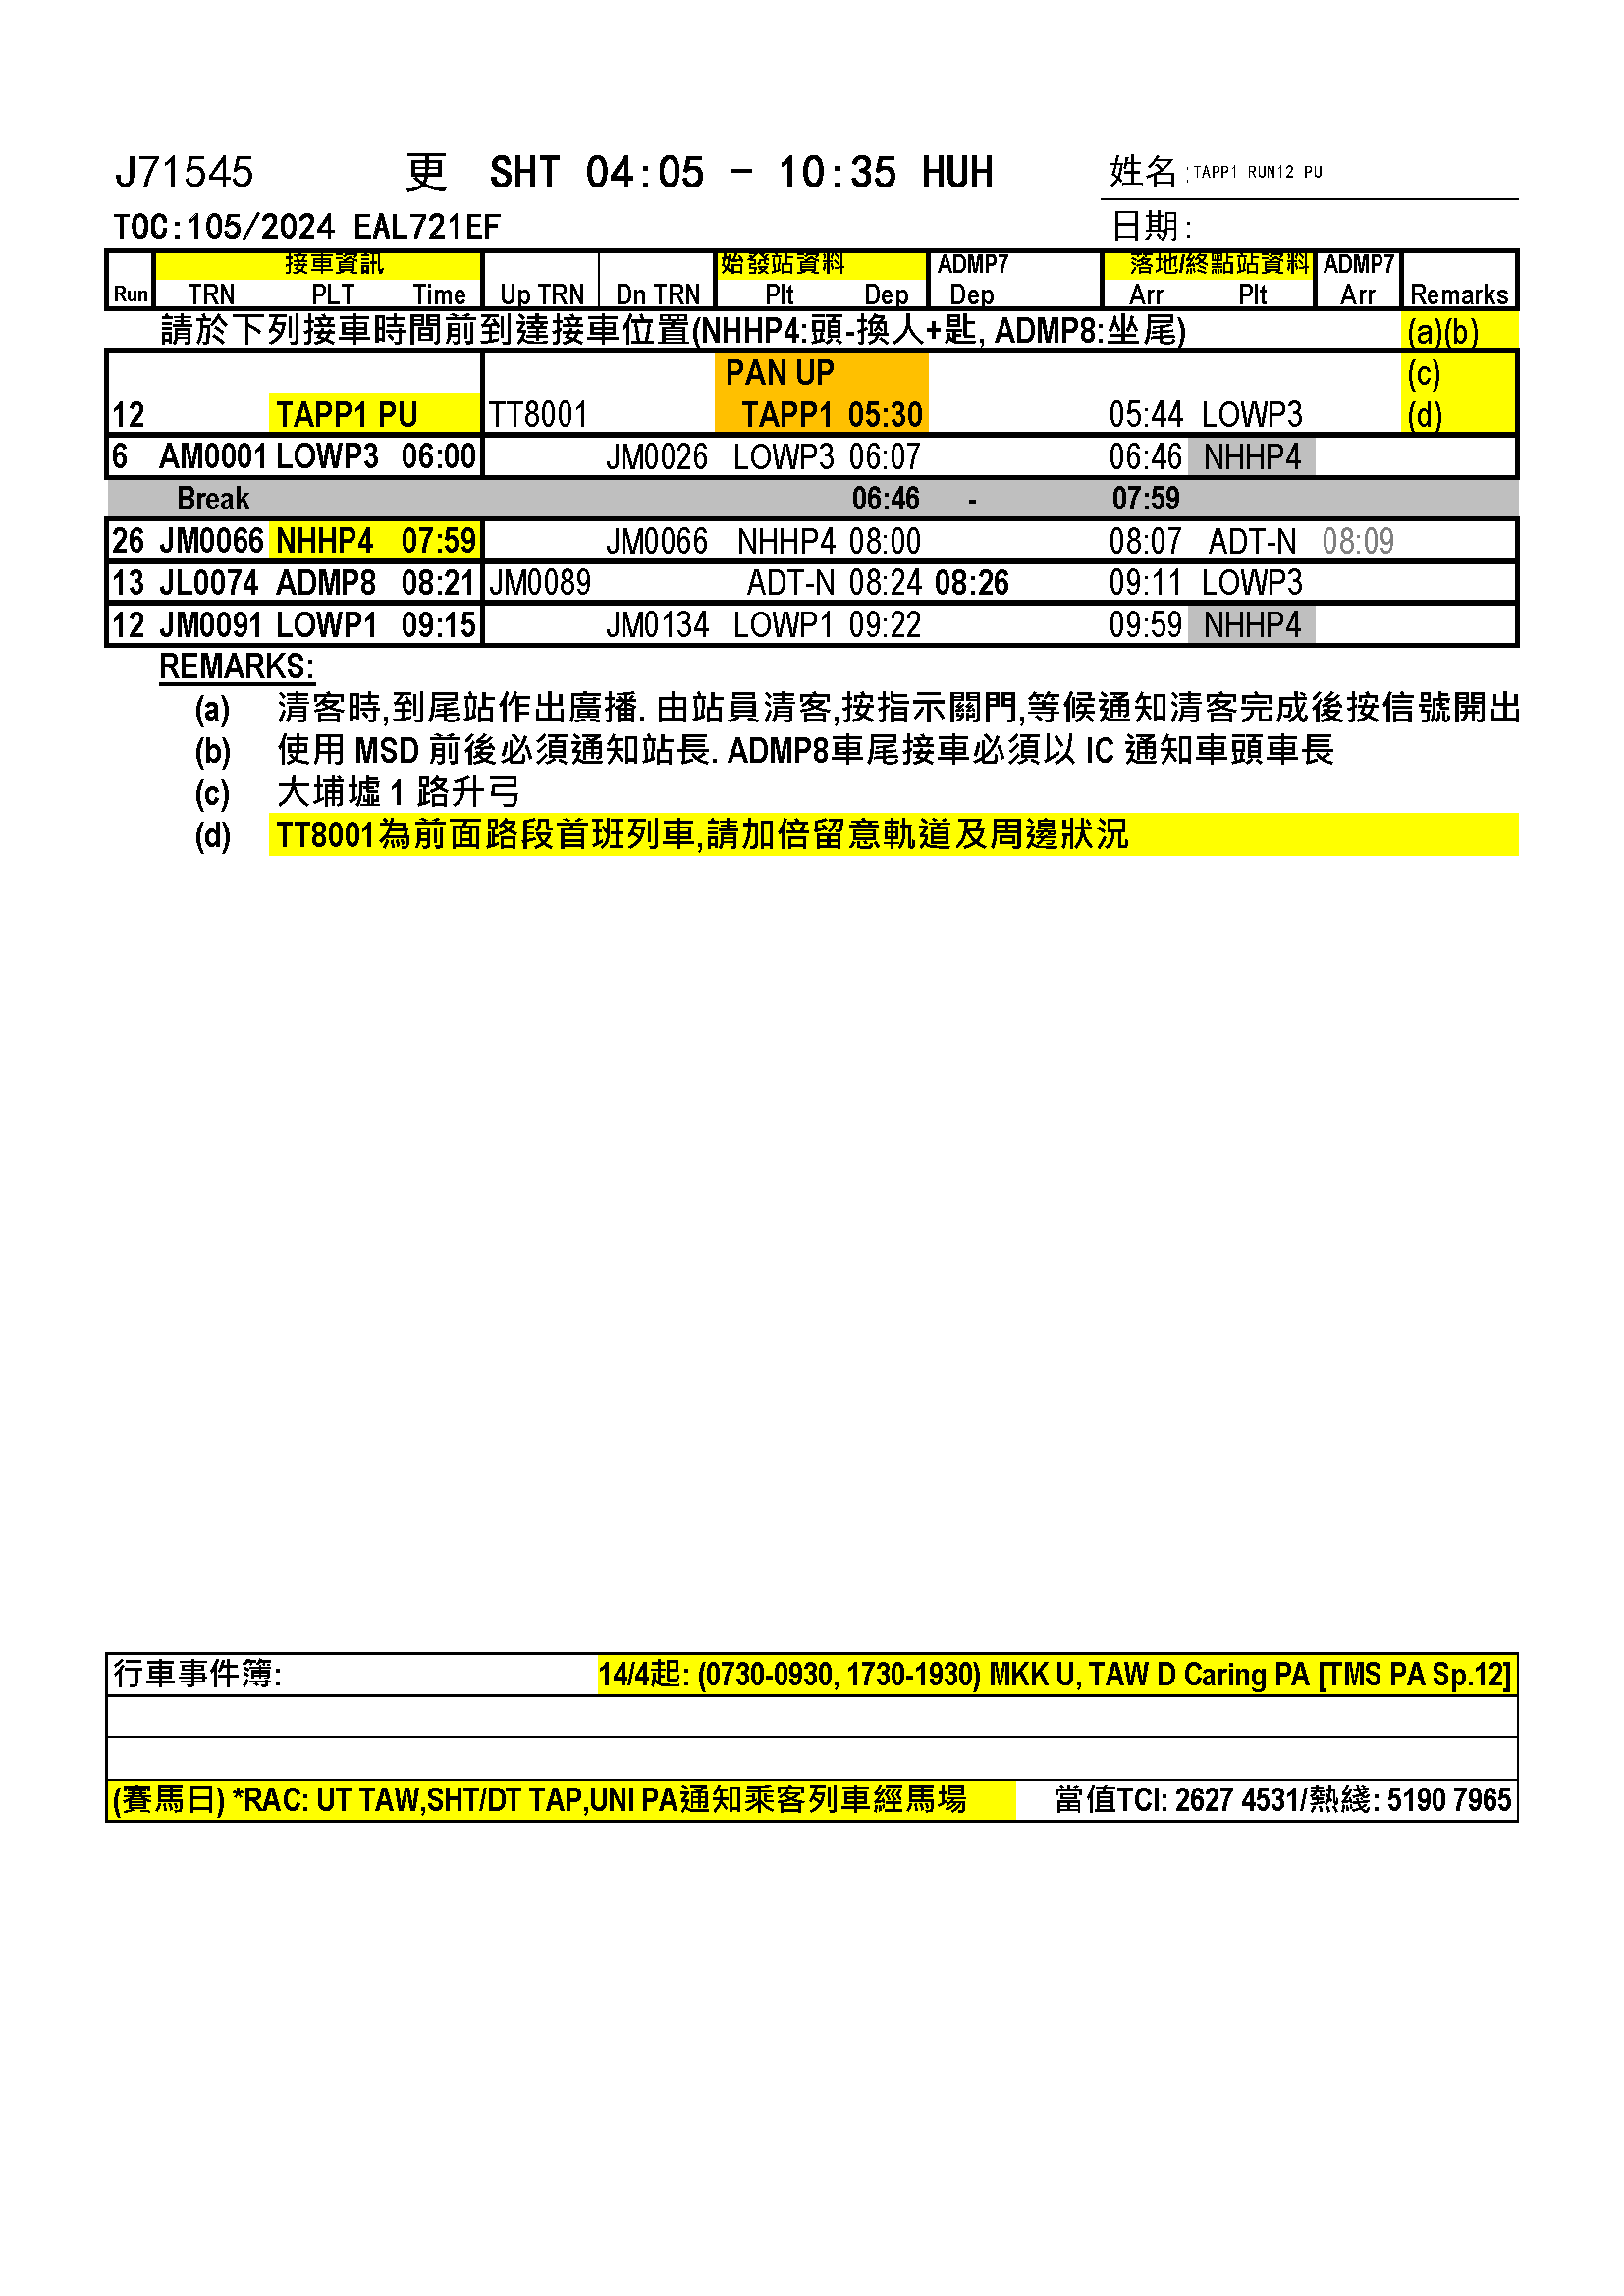 J71545 更 SHT 04:05 - 10:35 HUH 姓名:TAPP1 RUN12 PU
TOC:105/2024 EAL721EF 日期:
接車資訊 始發站資料 ADMP7 落地/終點站資料 ADMP7
Run TRN PLT Time Up TRN Dn TRN Plt Dep Dep Arr Plt Arr Remarks
請於下列接車時間前到達接車位置(NHHP4:頭-換人+匙, ADMP8:坐尾) (a)(b)
PAN UP (c)
12 TAPP1 PU TT8001 TAPP1 05:30 05:44 LOWP3 (d)
6 AM0001 LOWP3 06:00 JM0026 LOWP3 06:07 06:46 NHHP4
Break 06:46 - 07:59
26 JM0066 NHHP4 07:59 JM0066 NHHP4 08:00 08:07 ADT-N 08:09
13 JL0074 ADMP8 08:21 JM0089 ADT-N 08:24 08:26 09:11 LOWP3
12 JM0091 LOWP1 09:15 JM0134 LOWP1 09:22 09:59 NHHP4
REMARKS:
(a) 清客時,到尾站作出廣播. 由站員清客,按指示關門,等候通知清客完成後按信號開出
(b) 使用 MSD 前後必須通知站長. ADMP8車尾接車必須以 IC 通知車頭車長
(c) 大埔墟 1 路升弓
(d) TT8001為前面路段首班列車,請加倍留意軌道及周邊狀況
行車事件簿: 14/4起: (0730-0930, 1730-1930) MKK U, TAW D Caring PA [TMS PA Sp.12]
(賽馬日) *RAC: UT TAW,SHT/DT TAP,UNI PA通知乘客列車經馬場 當值TCI: 2627 4531/熱綫: 5190 7965